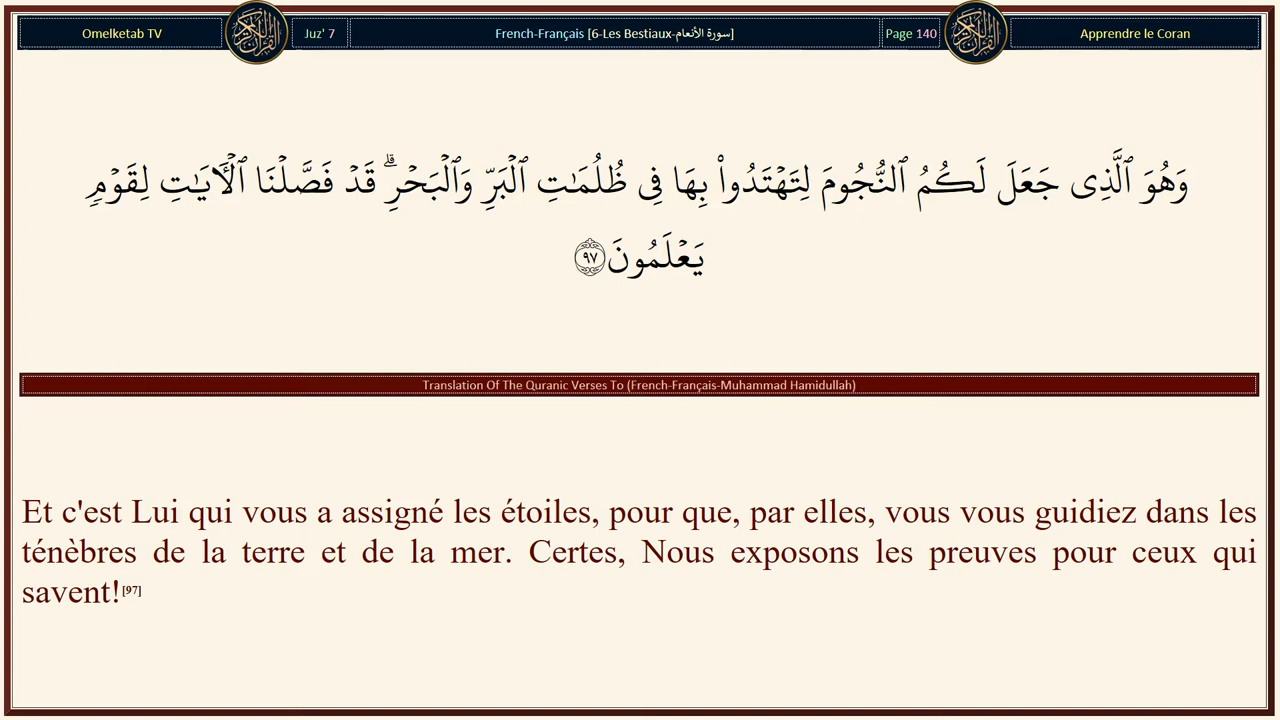 Omelketab TV
Juz' 7
French-Français [6-Les Bestiaux-سورة الأنعام]
Page 140
Apprendre le Coran
وَهُوَ ٱلَّذِى جَعَلَ لَكُمُ ٱلنُّجُومَ لِتَهْتَدُوا۟ بِهَا فِى ظُلُمَـٰتِ ٱلْبَرِّ وَٱلْبَحْرِ ۗ قَدْ فَصَّلْنَا ٱلْـَٔايَـٰتِ لِقَوْمٍ
يَعْلَمُونَ ٩٧
Translation Of The Quranic Verses To (French-Français-Muhammad Hamidullah)
Et c'est Lui qui vous a assigné les étoiles, pour que, par elles, vous vous guidiez dans les
ténèbres de la terre et de la mer. Certes, Nous exposons les preuves pour ceux qui
savent![97]